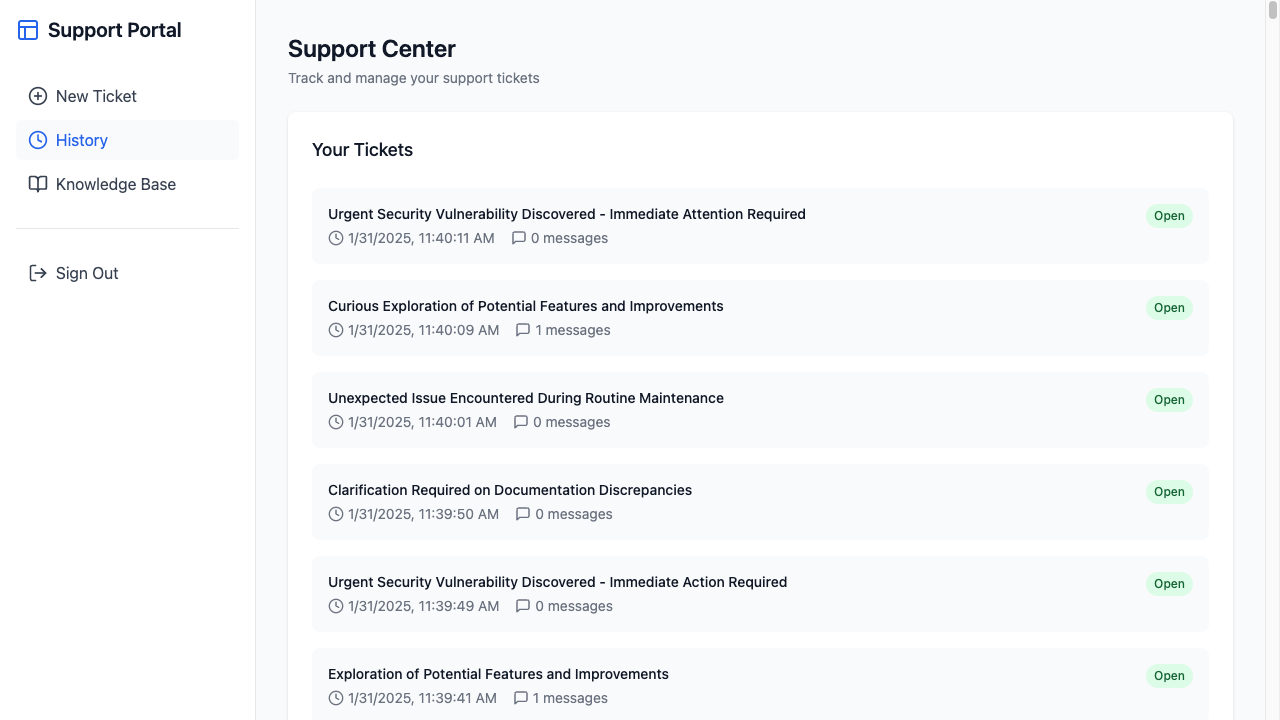 Support Portal
New Ticket
History
Knowledge Base
Sign Out
Support Center
Track and manage your support tickets
Your Tickets
Urgent Security Vulnerability Discovered - Immediate Attention Required
Open
1/31/2025, 11:40:11 AM 0 messages
Curious Exploration of Potential Features and Improvements
Open
1/31/2025, 11:40:09 AM 1 messages
Unexpected Issue Encountered During Routine Maintenance
Open
1/31/2025, 11:40:01 AM 0 messages
Clarification Required on Documentation Discrepancies
Open
1/31/2025, 11:39:50 AM 0 messages
Urgent Security Vulnerability Discovered - Immediate Action Required
Open
1/31/2025, 11:39:49 AM 0 messages
Exploration of Potential Features and Improvements
Open
1/31/2025, 11:39:41 AM 1 messages